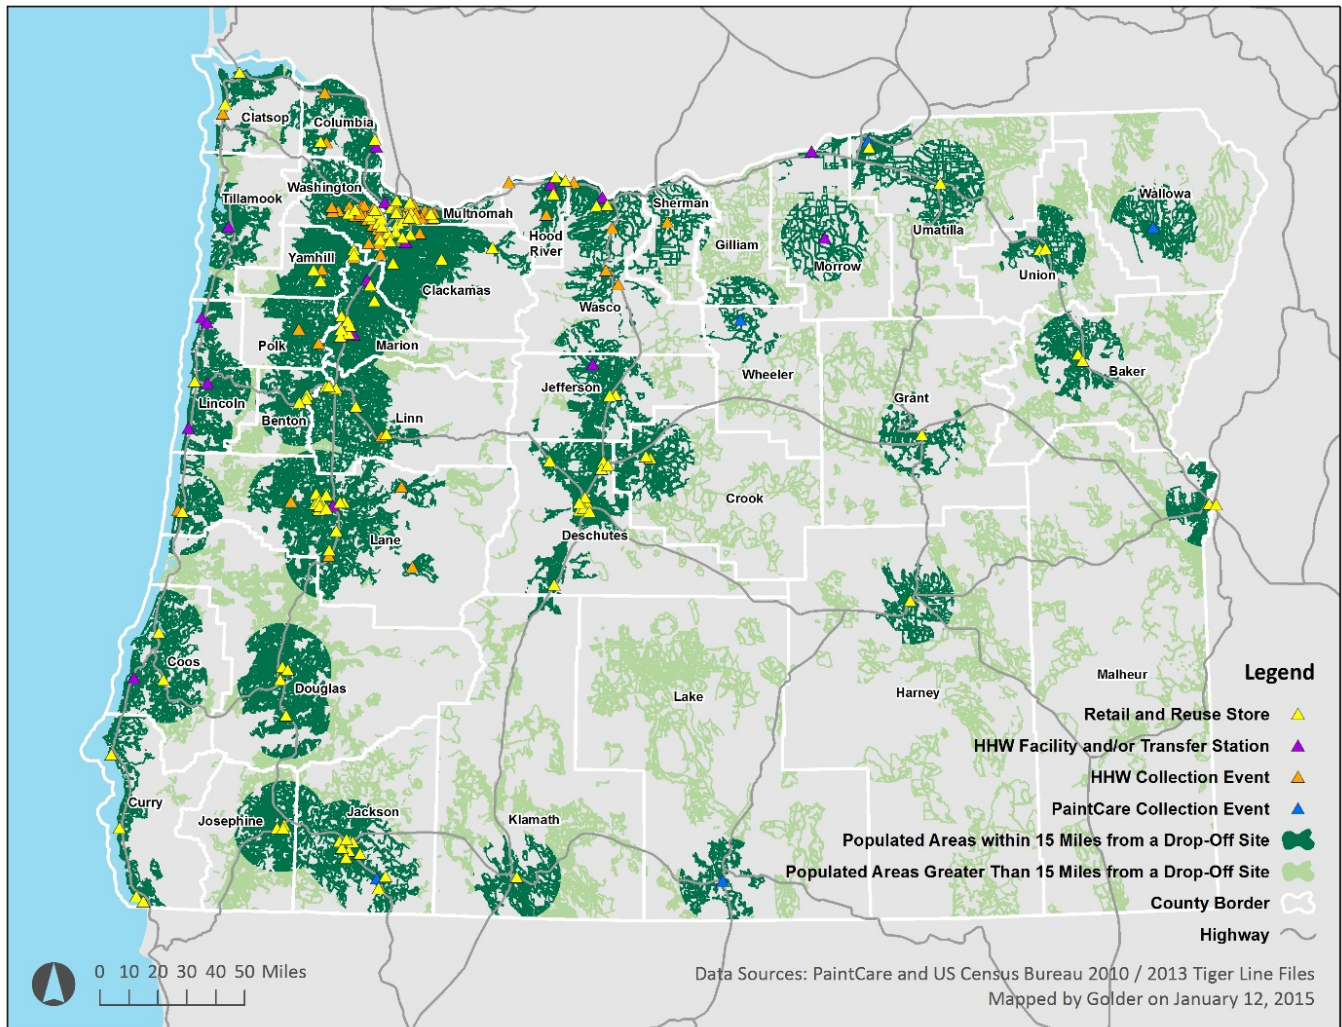 Clatsop
Columbia
Washington
Tillamook
Multnomah
Hood
River
Sherman
Gilliam
Morrow
Umatilla
Wallowa
Union
Yamhill
Clackamas
Wasco
Polk
Marion
Jefferson
Wheeler
Baker
Lincoln
Benton
Linn
Grant
Crook
Lane
Deschutes
Coos
Douglas
Lake
Harney
Malheur
Curry
Josephine
Jackson
Klamath
Legend
Retail and Reuse Store
HHW Facility and/or Transfer Station
HHW Collection Event
PaintCare Collection Event
Populated Areas within 15 Miles from a Drop-Off Site
Populated Areas Greater Than 15 Miles from a Drop-Off Site
County Border
Highway
0 10 20 30 40 50 Miles
Data Sources: PaintCare and US Census Bureau 2010 / 2013 Tiger Line Files
Mapped by Golder on January 12, 2015